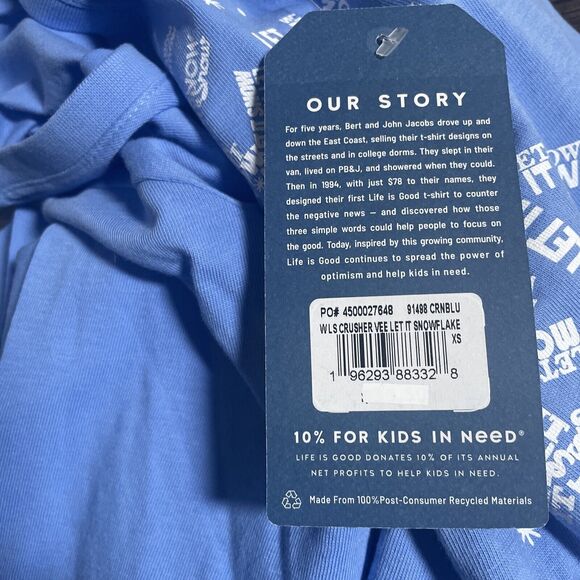 OUR STORY
For five years, Bert and John Jacobs drove up and
down the East Coast, selling their t-shirt designs on
the streets and in college dorms. They slept in their
van, lived on PB&J, and showered when they could.
Then in 1994, with just $78 to their names, they
designed their first Life is Good t-shirt to counter
the negative news — and discovered how those
three simple words could help people to focus on
the good. Today, inspired by this growing community,
Life is Good continues to spread the power of
optimism and help kids in need.
PO# 4500027648 91498 CRNBLU
W LS CRUSHER VEE LET IT SNOWFLAKE
XS
1 96293 88332 8
10% FOR KIDS IN NeeD®
LIFE IS GOOD DONATES 10% OF ITS ANNUAL
NET PROFITS TO HELP KIDS IN NEED.
Made From 100%Post-Consumer Recycled Materials